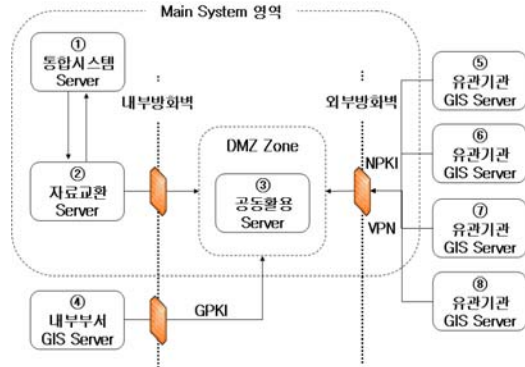 Main System 영역
①
통합시스템
Server
내부방화벽
외부방화벽
②
자료교환
Server
DMZ Zone
③
공동활용
Server
NPKI
VPN
④
내부부서
GIS Server
GPKI
⑤
유관기관
GIS Server
⑥
유관기관
GIS Server
⑦
유관기관
GIS Server
⑧
유관기관
GIS Server